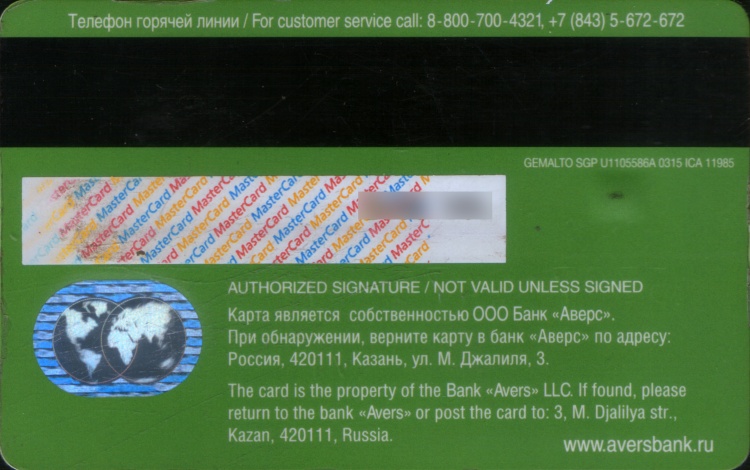 Телефон горячей линии / For customer service call: 8-800-700-4321, +7 (843) 5-672-672
GEMALTO SGP U1105586A 0315 ICA 11985
MasterCard MasterCard MasterCard MasterCard
AUTHORIZED SIGNATURE / NOT VALID UNLESS SIGNED
Карта является собственностью ООО Банк «Аверс».
При обнаружении, верните карту в банк «Аверс» по адресу:
Россия, 420111, Казань, ул. М. Джалиля, 3.
The card is the property of the Bank «Avers» LLC. If found, please
return to the bank «Avers» or post the card to: 3, M. Djalilya str.,
Kazan, 420111, Russia.
www.aversbank.ru